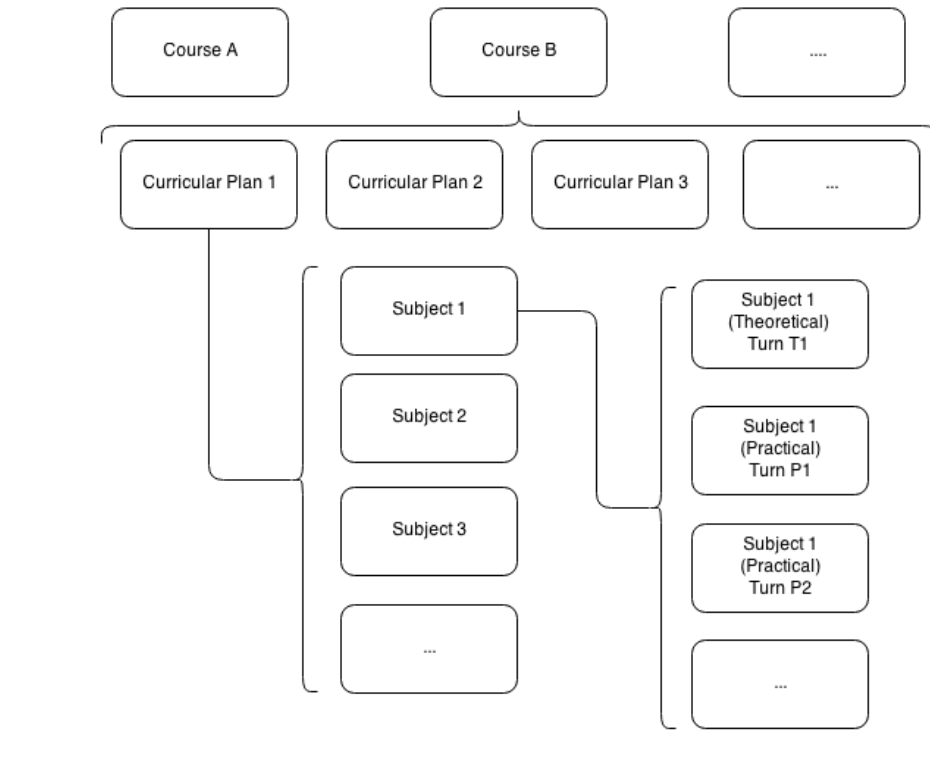 Course A
Course B
....
Curricular Plan 1
Curricular Plan 2
Curricular Plan 3
...
Subject 1
Subject 2
Subject 3
...
Subject 1
(Theoretical)
Turn T1
Subject 1
(Practical)
Turn P1
Subject 1
(Practical)
Turn P2
...